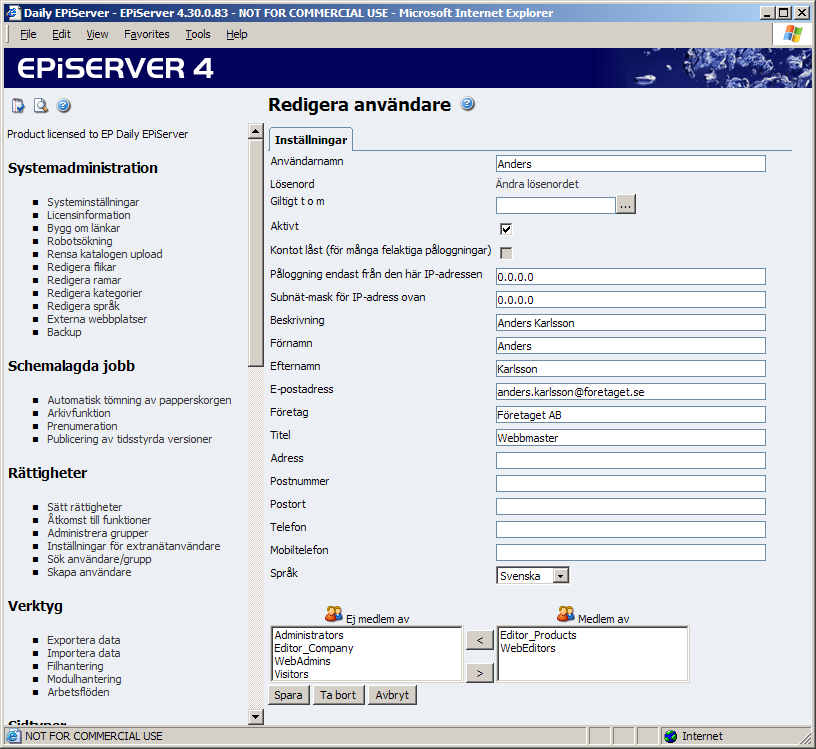 Daily EPiServer - EPiServer 4.30.0.83 - NOT FOR COMMERCIAL USE - Microsoft Internet Explorer
File Edit View Favorites Tools Help
EPiSERVER 4
Product licensed to EP Daily EPiServer
Systemadministration
Systeminställningar
Licensinformation
Bygg om länkar
Robotsökning
Rensa katalogen upload
Redigera flikar
Redigera ramar
Redigera kategorier
Redigera språk
Externa webbplatser
Backup
Schemalagda jobb
Automatisk tömning av papperskorgen
Arkivfunktion
Prenumeration
Publicering av tidsstyrda versioner
Rättigheter
Sätt rättigheter
Åtkomst till funktioner
Administrera grupper
Inställningar för extranätanvändare
Sök användare/grupp
Skapa användare
Verktyg
Exportera data
Importera data
Filhantering
Modulhantering
Arbetsflöden
Sidtyper
Redigera användare
Inställningar
Användarnamn Anders
Lösenord Ändra lösenordet
Giltigt t o m ...
Aktivt
Kontot låst (för många felaktiga påloggningar)
Påloggning endast från den här IP-adressen 0.0.0.0
Subnät-mask för IP-adress ovan 0.0.0.0
Beskrivning Anders Karlsson
Förnamn Anders
Efternamn Karlsson
E-postadress anders.karlsson@foretaget.se
Företag Företaget AB
Titel Webbmaster
Adress
Postnummer
Postort
Telefon
Mobiltelefon
Språk Svenska
Ej medlem av
Administrators
Editor_Company
WebAdmins
Visitors
<
>
Medlem av
Editor_Products
WebEditors
Spara Ta bort Avbryt
NOT FOR COMMERCIAL USE Internet